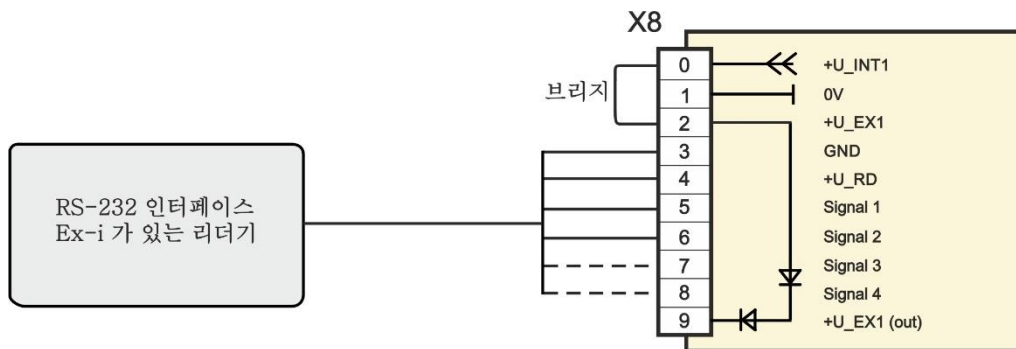 X8
브리지
0 +U_INT1
1 0V
2 +U_EX1
3 GND
4 +U_RD
5 Signal 1
6 Signal 2
7 Signal 3
8 Signal 4
9 +U_EX1 (out)
RS-232 인터페이스
Ex-i 가 있는 리더기